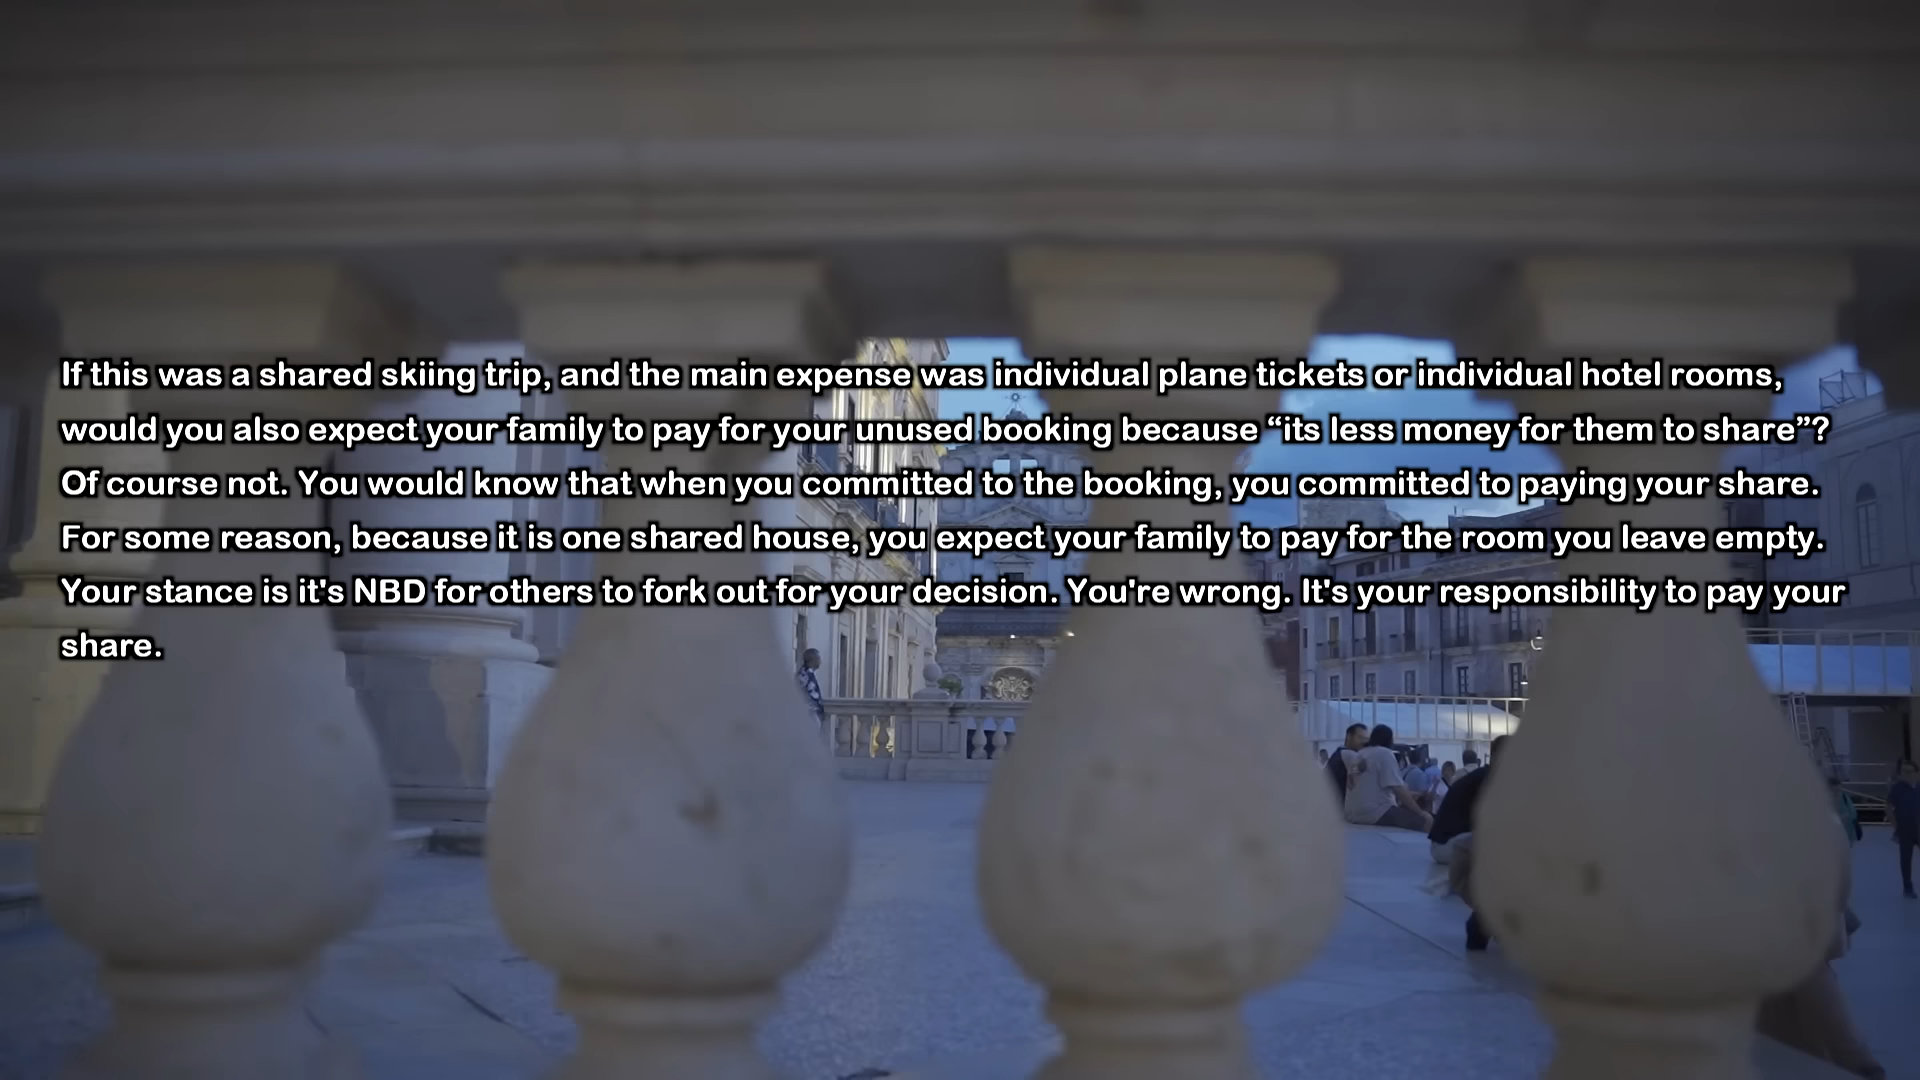 If this was a shared skiing trip, and the main expense was individual plane tickets or individual hotel rooms,
would you also expect your family to pay for your unused booking because “its less money for them to share”?
Of course not. You would know that when you committed to the booking, you committed to paying your share.
For some reason, because it is one shared house, you expect your family to pay for the room you leave empty.
Your stance is it's NBD for others to fork out for your decision. You're wrong. It's your responsibility to pay your
share.